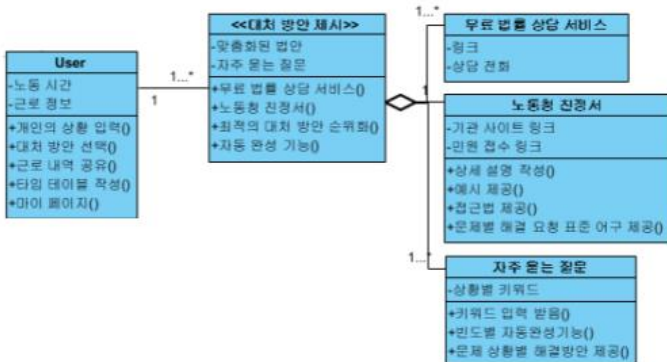 User
-노동 시간
-근로 정보
+개인의 상황 입력()
+대처 방안 선택()
+근로 내역 공유()
+타임 테이블 작성()
+마이 페이지()
1...*
1
<<대처 방안 제시>>
-맞춤화된 법안
-자주 묻는 질문
+무료 법률 상담 서비스()
+노동청 진정서()
+최적의 대처 방안 순위화()
+자동 완성 기능()
1...*
무료 법률 상담 서비스
-링크
-상담 전화
1
노동청 진정서
-기관 사이트 링크
-민원 접수 링크
+상세 설명 작성()
+예시 제공()
+접근법 제공()
+문제별 해결 요청 표준 어구 제공()
1...*
자주 묻는 질문
-상황별 키워드
+키워드 입력 받음()
+빈도별 자동완성기능()
+문제 상황별 해결방안 제공()